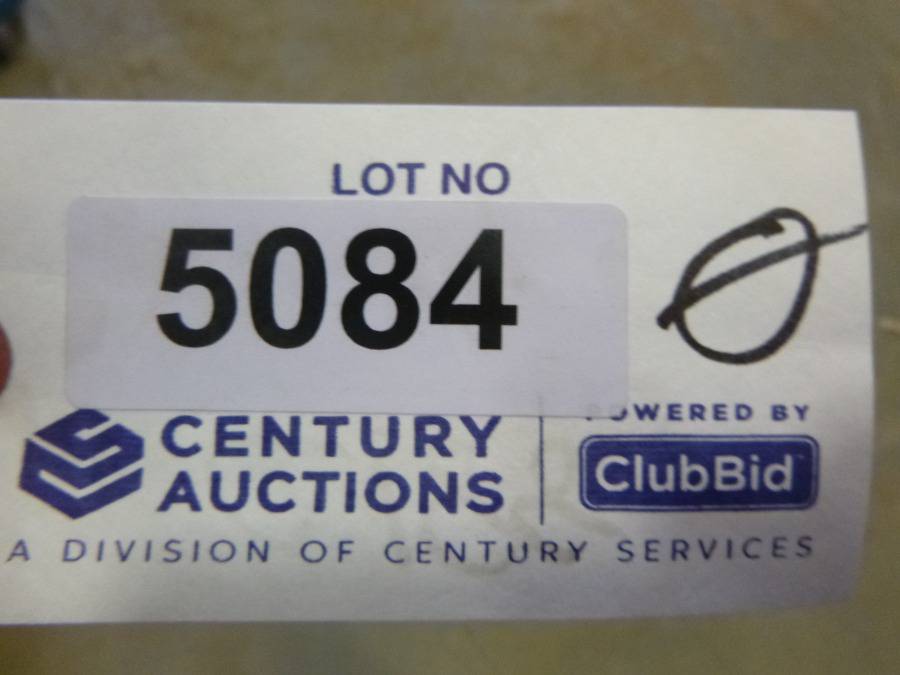 LOT NO
5084
CENTURY
AUCTIONS
POWERED BY
ClubBid
A DIVISION OF CENTURY SERVICES